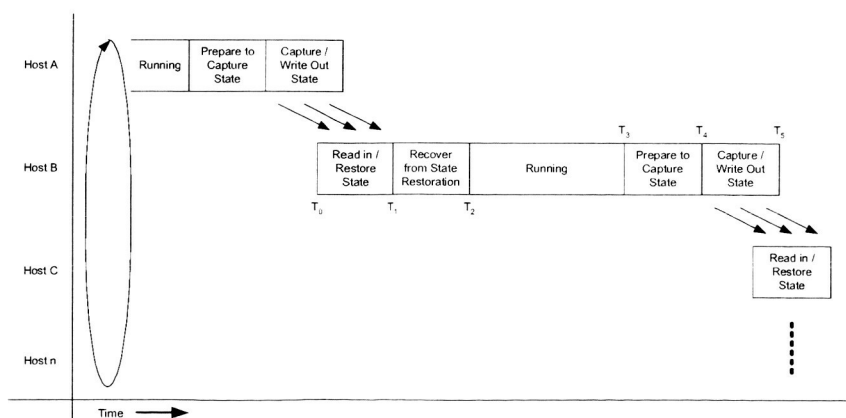 Host A
Running
Prepare to
Capture
State
Capture /
Write Out
State
T3
T4
T5
Host B
Read in /
Restore
State
Recover
from State
Restoration
Running
Prepare to
Capture
State
Capture /
Write Out
State
T0
T1
T2
Host C
Read in /
Restore
State
Host n
Time